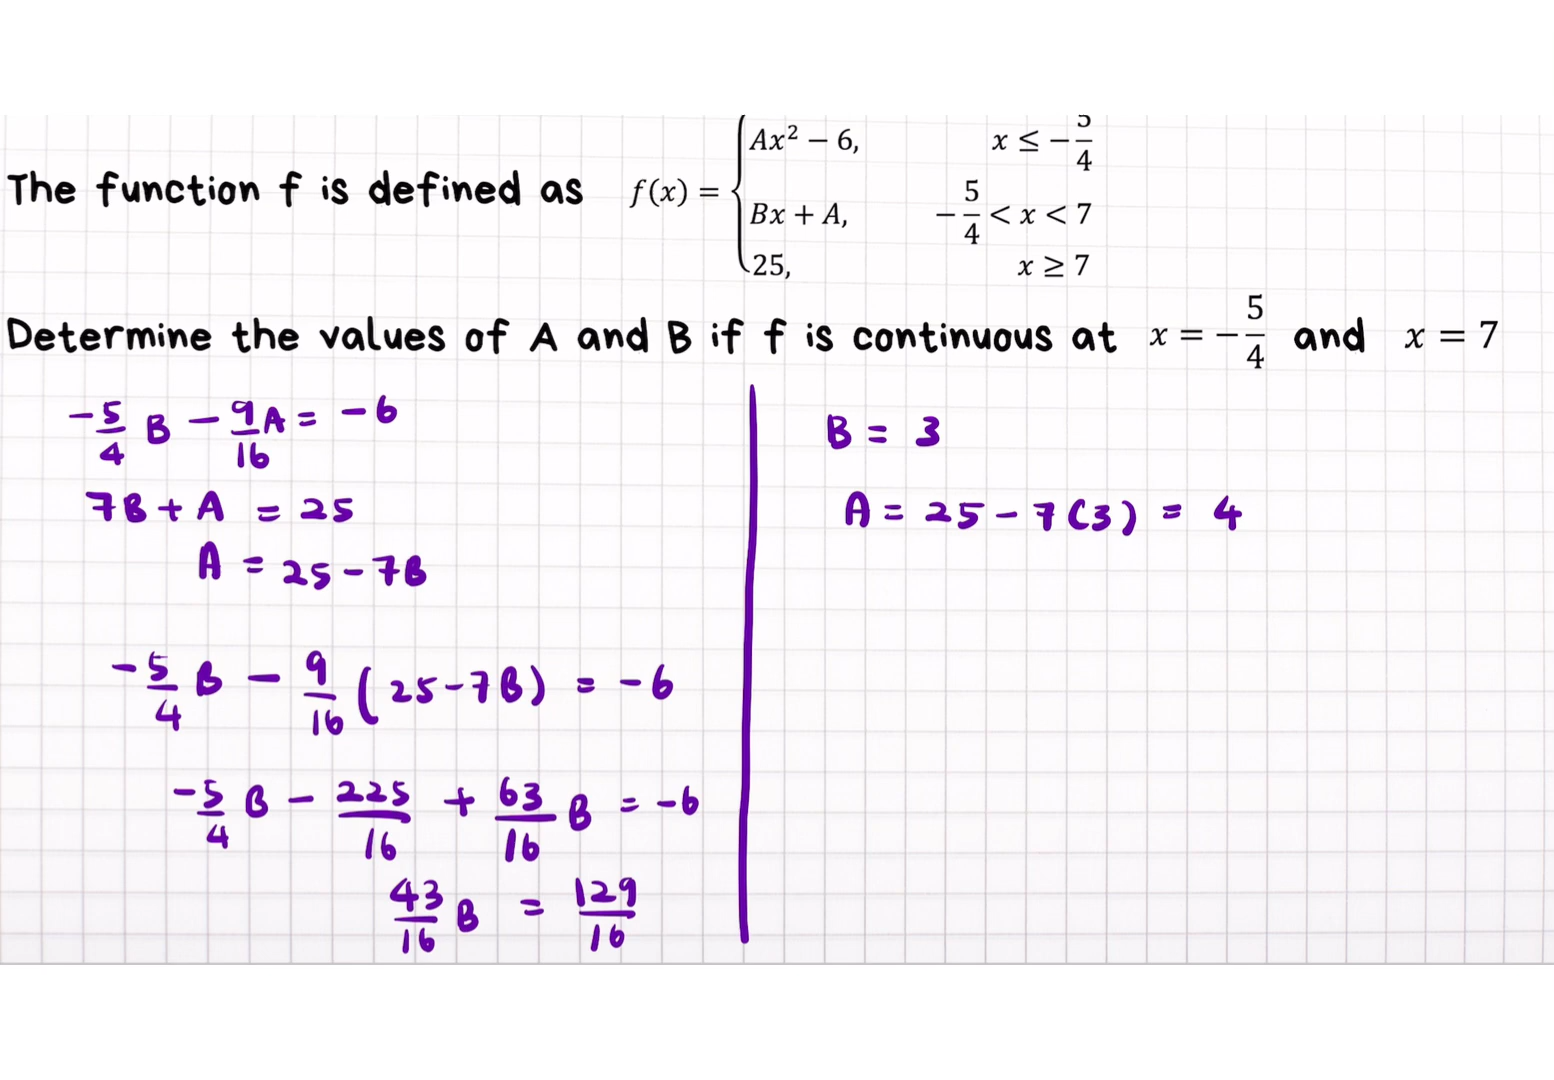 The function f is defined as f(x) = { Ax² − 6, x ≤ −5/4
Bx + A, −5/4 < x < 7
25, x ≥ 7
Determine the values of A and B if f is continuous at x = −5/4 and x = 7
-5/4 B - 9/16 A = -6
7B + A = 25
A = 25 - 7B
-5/4 B - 9/16 (25 - 7B) = -6
-5/4 B - 225/16 + 63/16 B = -6
43/16 B = 129/16
B = 3
A = 25 - 7(3) = 4